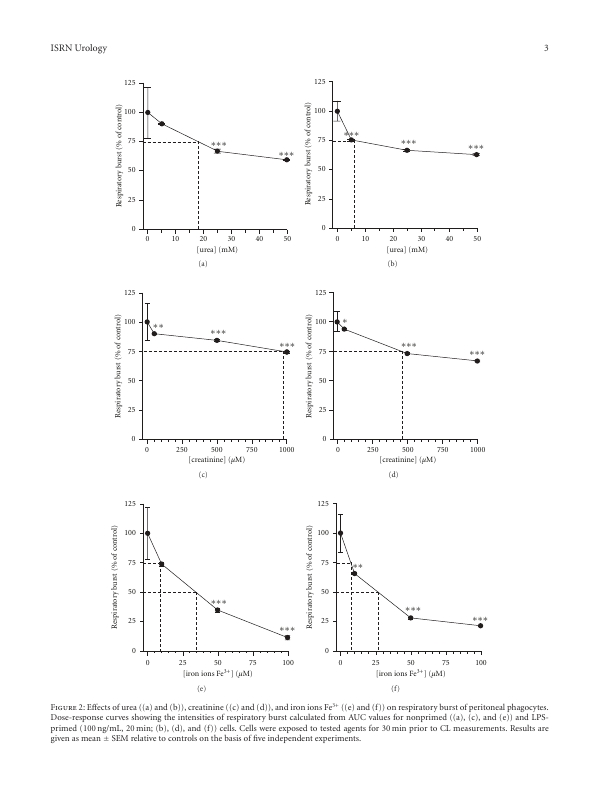 ISRN Urology
3
125
100
75
50
25
0
Respiratory burst (% of control)
***
***
0 10 20 30 40 50
[urea] (mM)
(a)
125
100
75
50
25
0
Respiratory burst (% of control)
***
***
***
0 10 20 30 40 50
[urea] (mM)
(b)
125
100
75
50
25
0
Respiratory burst (% of control)
**
***
***
0 250 500 750 1000
[creatinine] (μM)
(c)
125
100
75
50
25
0
Respiratory burst (% of control)
*
***
***
0 250 500 750 1000
[creatinine] (μM)
(d)
125
100
75
50
25
0
Respiratory burst (% of control)
***
***
0 25 50 75 100
[iron ions Fe³⁺] (μM)
(e)
125
100
75
50
25
0
Respiratory burst (% of control)
**
***
***
0 25 50 75 100
[iron ions Fe³⁺] (μM)
(f)
Figure 2: Effects of urea ((a) and (b)), creatinine ((c) and (d)), and iron ions Fe³⁺ ((e) and (f)) on respiratory burst of peritoneal phagocytes.
Dose-response curves showing the intensities of respiratory burst calculated from AUC values for nonprimed ((a), (c), and (e)) and LPS-
primed (100 ng/mL, 20 min; (b), (d), and (f)) cells. Cells were exposed to tested agents for 30 min prior to CL measurements. Results are
given as mean ± SEM relative to controls on the basis of five independent experiments.